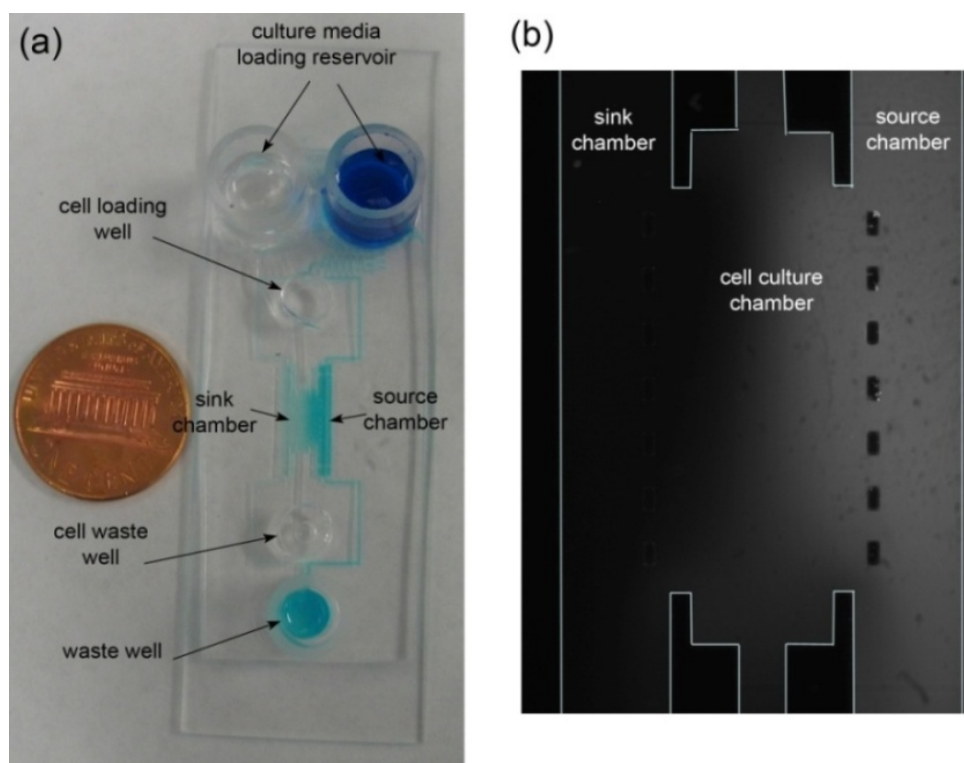 (a)
culture media
loading reservoir
cell loading
well
sink
chamber
source
chamber
cell waste
well
waste well
(b)
sink
chamber
source
chamber
cell culture
chamber